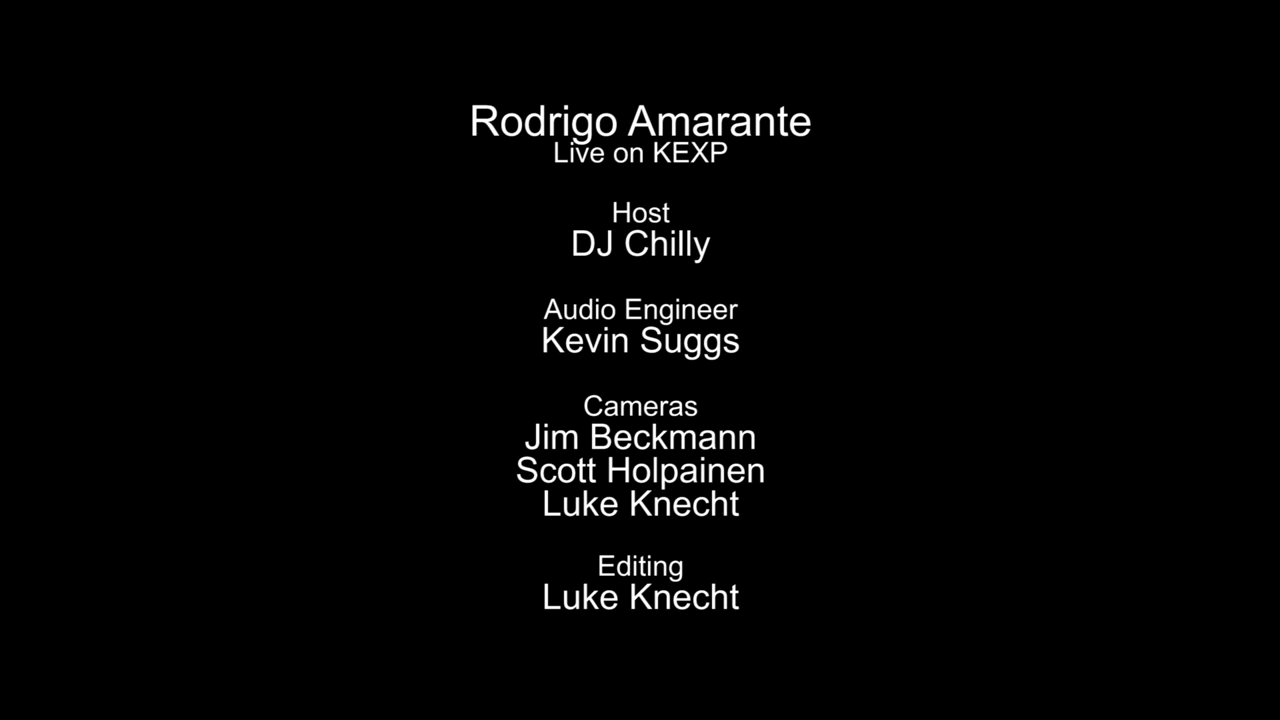 Rodrigo Amarante
Live on KEXP
Host
DJ Chilly
Audio Engineer
Kevin Suggs
Cameras
Jim Beckmann
Scott Holpainen
Luke Knecht
Editing
Luke Knecht